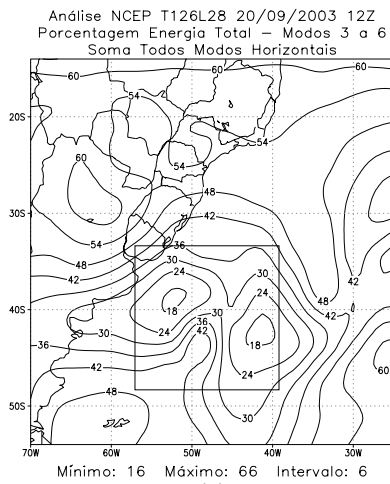 Análise NCEP T126L28 20/09/2003 12Z
Porcentagem Energia Total – Modos 3 a 6
Soma Todos Modos Horizontais
60 60 60
54
20S
54 54
60
48
30S
42
54 36
48 30 30
42 24 24 42
48
40S
18
30 30
36 24 36 18
42
36
42 24 60
48
30
50S
70W 60W 50W 40W 30W
Mínimo: 16 Máximo: 66 Intervalo: 6